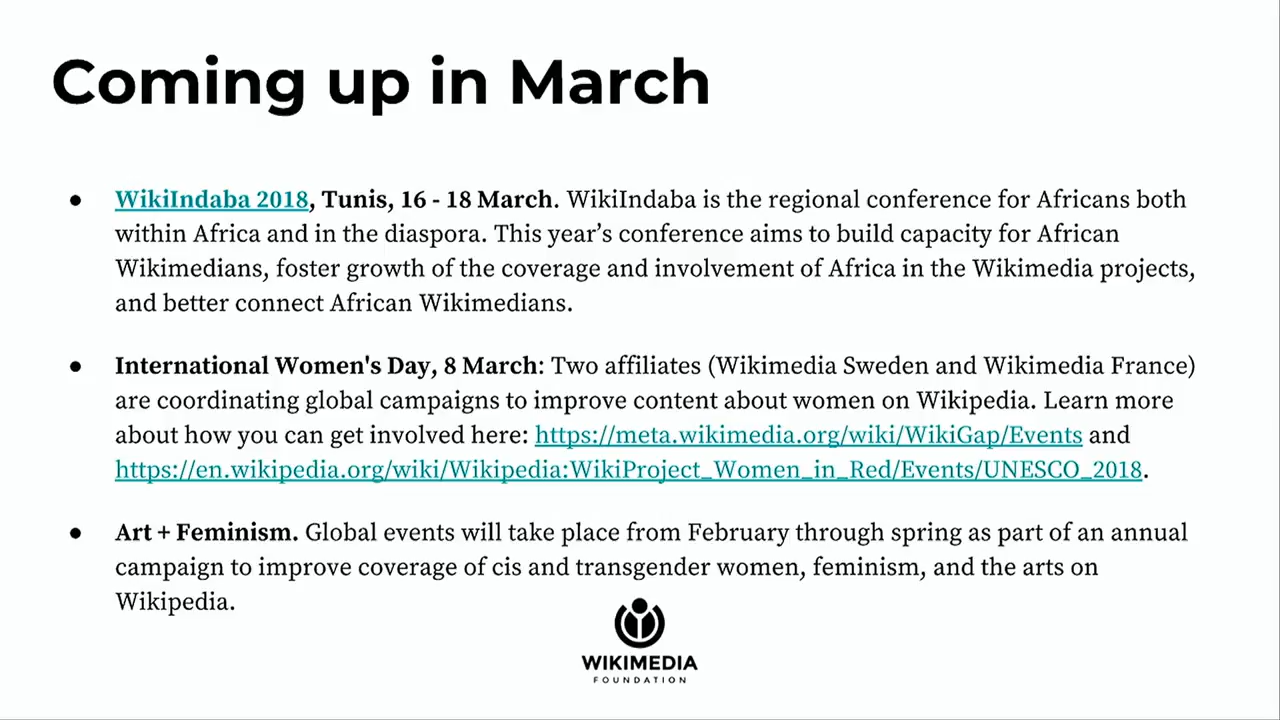 Coming up in March
● WikiIndaba 2018, Tunis, 16 - 18 March. WikiIndaba is the regional conference for Africans both
within Africa and in the diaspora. This year’s conference aims to build capacity for African
Wikimedians, foster growth of the coverage and involvement of Africa in the Wikimedia projects,
and better connect African Wikimedians.
● International Women's Day, 8 March: Two affiliates (Wikimedia Sweden and Wikimedia France)
are coordinating global campaigns to improve content about women on Wikipedia. Learn more
about how you can get involved here: https://meta.wikimedia.org/wiki/WikiGap/Events and
https://en.wikipedia.org/wiki/Wikipedia:WikiProject_Women_in_Red/Events/UNESCO_2018.
● Art + Feminism. Global events will take place from February through spring as part of an annual
campaign to improve coverage of cis and transgender women, feminism, and the arts on
Wikipedia.
WIKIMEDIA
FOUNDATION